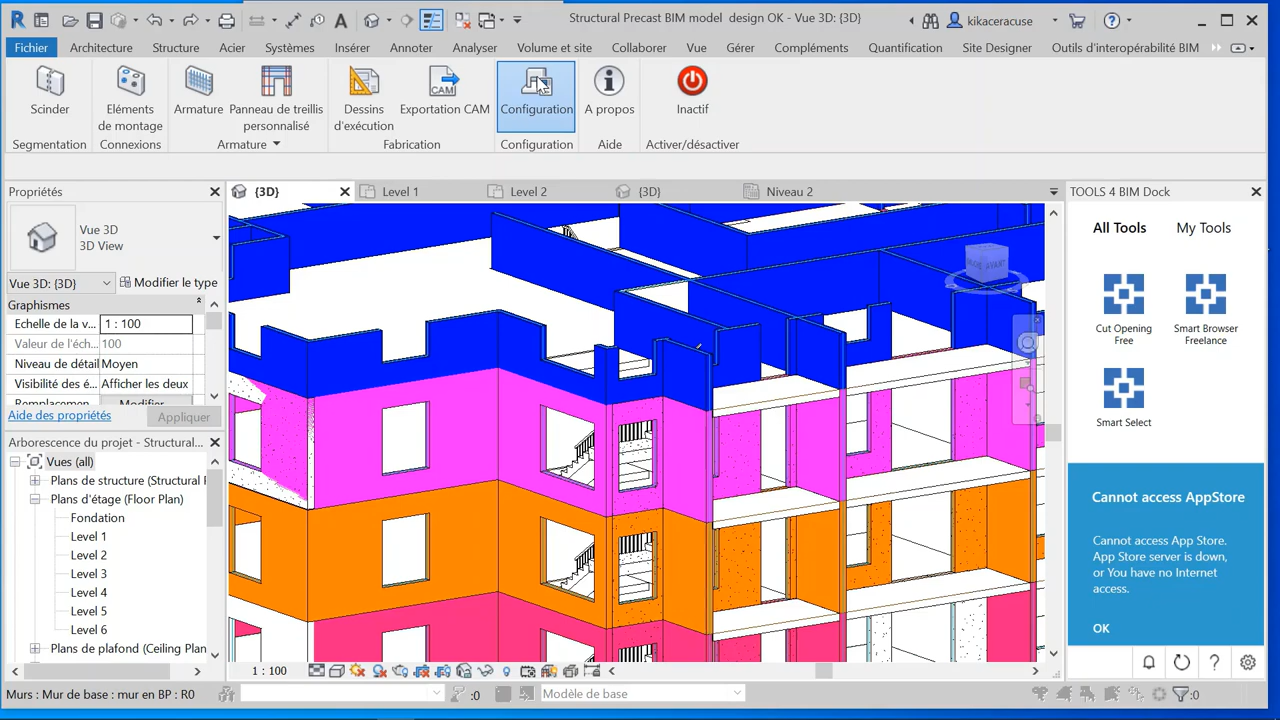 Structural Precast BIM model design OK - Vue 3D: {3D}
kikaceracuse
Fichier Architecture Structure Acier Systèmes Insérer Annoter Analyser Volume et site Collaborer Vue Gérer Compléments Quantification Site Designer Outils d'interopérabilité BIM
Scinder
Eléments
de montage
Armature
Panneau de treillis
personnalisé
Dessins
d'exécution
CAM
Exportation CAM
Configuration
A propos
Inactif
Segmentation Connexions Armature Fabrication Configuration Aide Activer/désactiver
Propriétés
{3D} Level 1 Level 2 {3D} Niveau 2
TOOLS 4 BIM Dock
Vue 3D
3D View
Vue 3D: {3D}
Modifier le type
Graphismes
Echelle de la v... 1 : 100
Valeur de l'éch... 100
Niveau de détail Moyen
Visibilité des é... Afficher les deux
Remplacemen... Modifier...
Aide des propriétés
Appliquer
Arborescence du projet - Structural...
Vues (all)
Plans de structure (Structural P
Plans d'étage (Floor Plan)
Fondation
Level 1
Level 2
Level 3
Level 4
Level 5
Level 6
Plans de plafond (Ceiling Plan
1 : 100
Murs : Mur de base : mur en BP : R0
:0
Modèle de base
:0
All Tools
My Tools
Cut Opening
Free
Smart Browser
Freelance
Smart Select
Cannot access AppStore
Cannot access App Store.
App Store server is down,
or You have no Internet
access.
OK